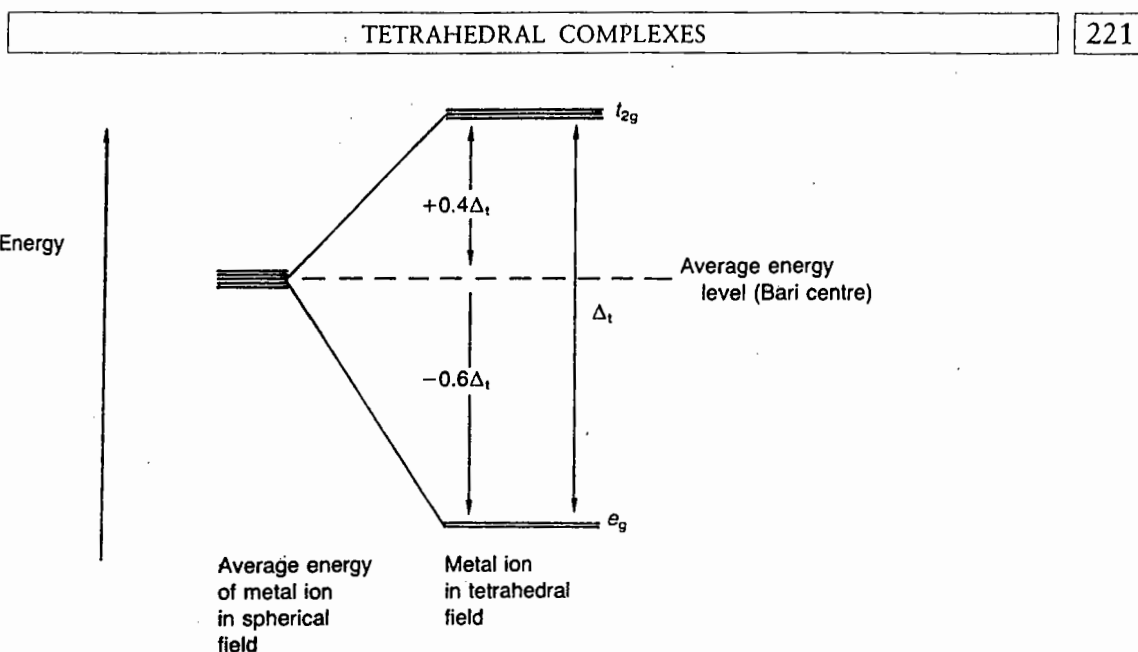 TETRAHEDRAL COMPLEXES
221
t2g
+0.4Δt
Energy
Average energy
level (Bari centre)
Δt
−0.6Δt
eg
Average energy
of metal ion
in spherical
field
Metal ion
in tetrahedral
field